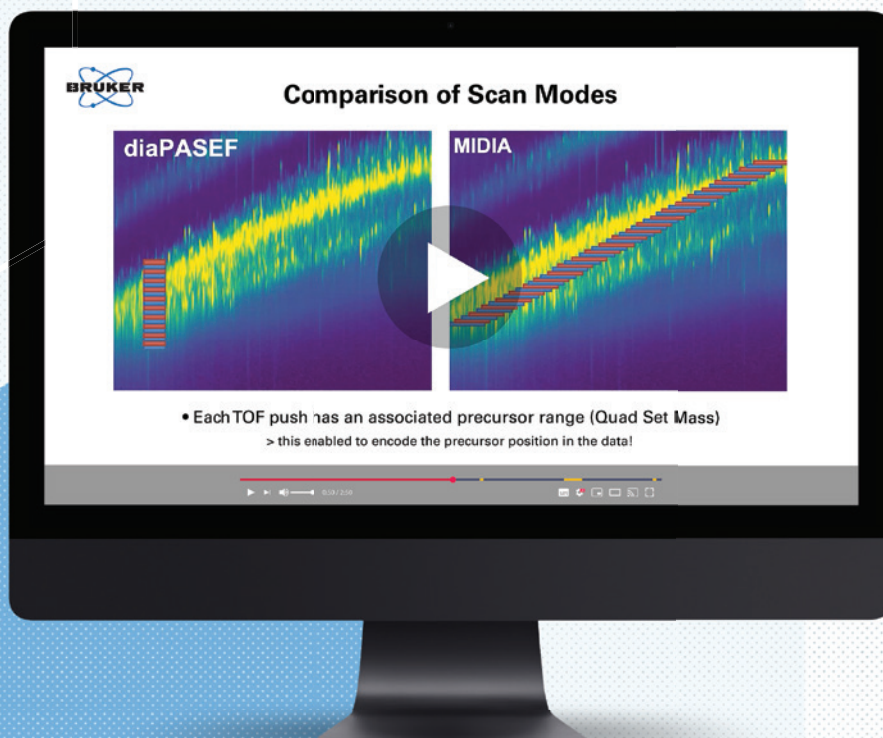 BRUKER
Comparison of Scan Modes
diaPASEF
MIDIA
• Each TOF push has an associated precursor range (Quad Set Mass)
> this enabled to encode the precursor position in the data!